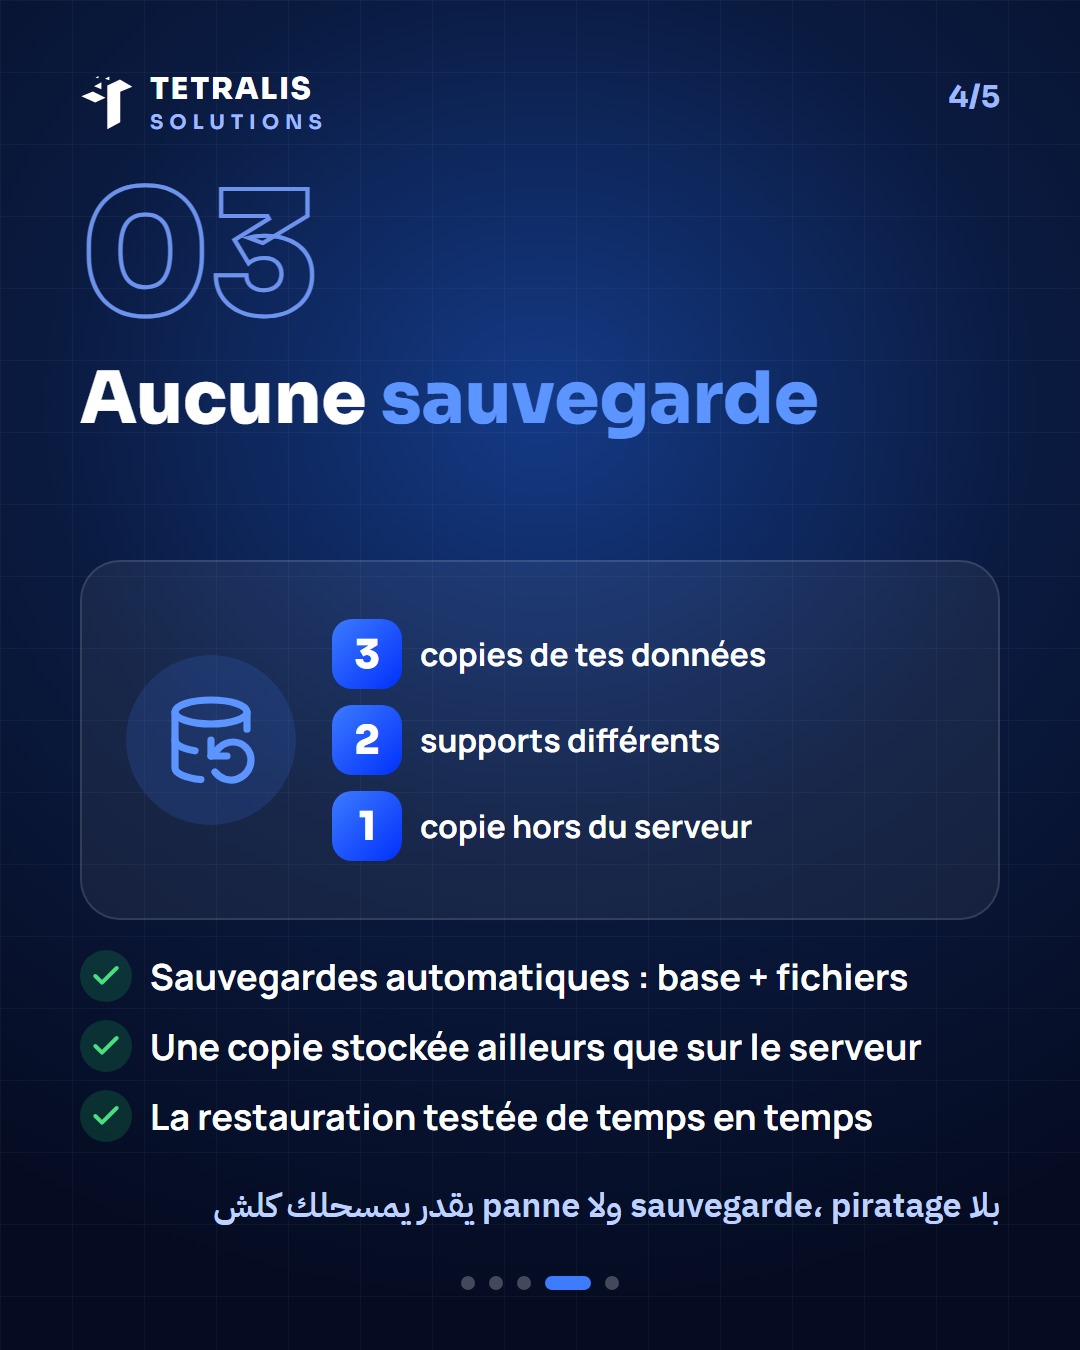 TETRALIS
SOLUTIONS
4/5
03
Aucune sauvegarde
3 copies de tes données
2 supports différents
1 copie hors du serveur
Sauvegardes automatiques : base + fichiers
Une copie stockée ailleurs que sur le serveur
La restauration testée de temps en temps
بلا sauvegarde، piratage ولا panne يقدر يمسحلك كلش